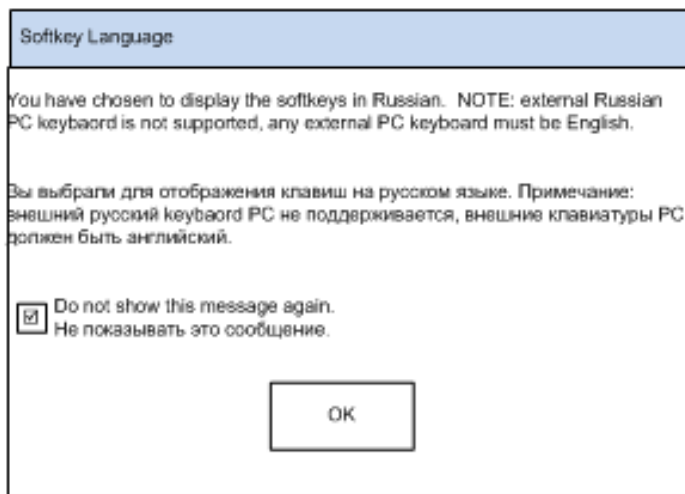 Softkey Language
You have chosen to display the softkeys in Russian. NOTE: external Russian
PC keybaord is not supported, any external PC keyboard must be English.
Вы выбрали для отображения клавиш на русском языке. Примечание:
внешний русский keybaord PC не поддерживается, внешние клавиатуры PC
должен быть английский.
Do not show this message again.
Не показывать это сообщение.
OK